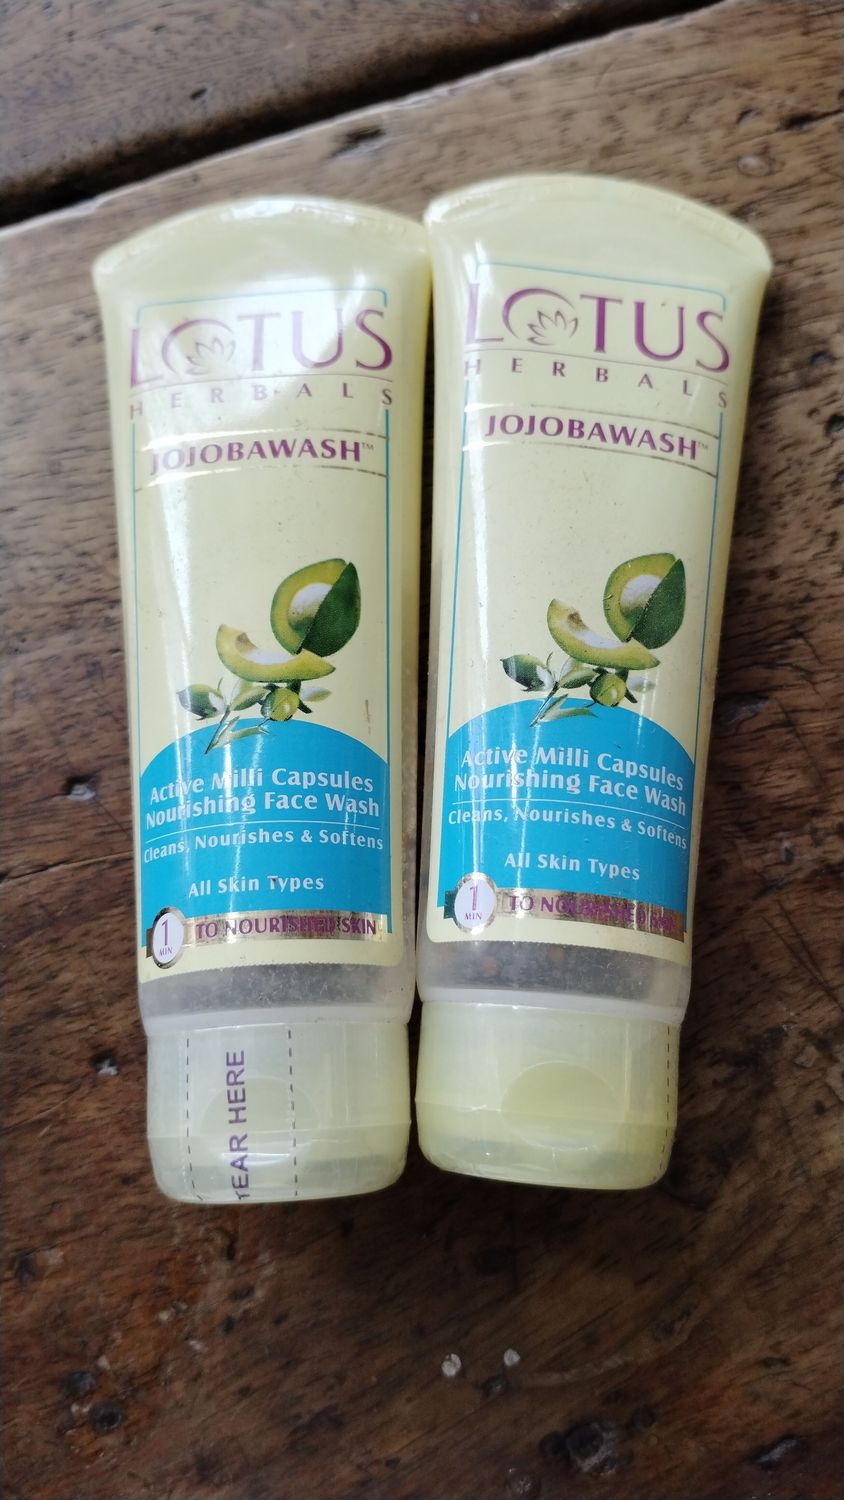 LOTUS
HERBALS
JOJOBAWASH™
Active Milli Capsules
Nourishing Face Wash
Cleans, Nourishes & Softens
All Skin Types
1
MIN
TO NOURISHED SKIN
TEAR HERE
LOTUS
HERBALS
JOJOBAWASH™
Active Milli Capsules
Nourishing Face Wash
Cleans, Nourishes & Softens
All Skin Types
1
MIN
TO NOURISHED SKIN